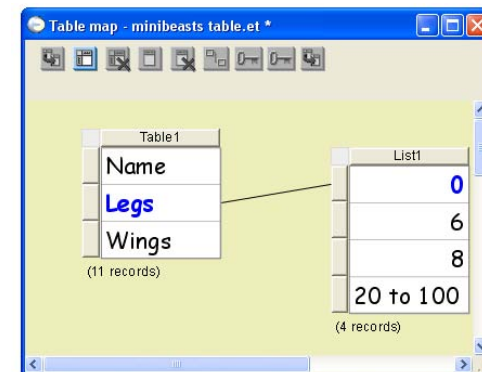 Table map - minibeasts table.et *
Table1
Name
Legs
Wings
(11 records)
List1
0
6
8
20 to 100
(4 records)